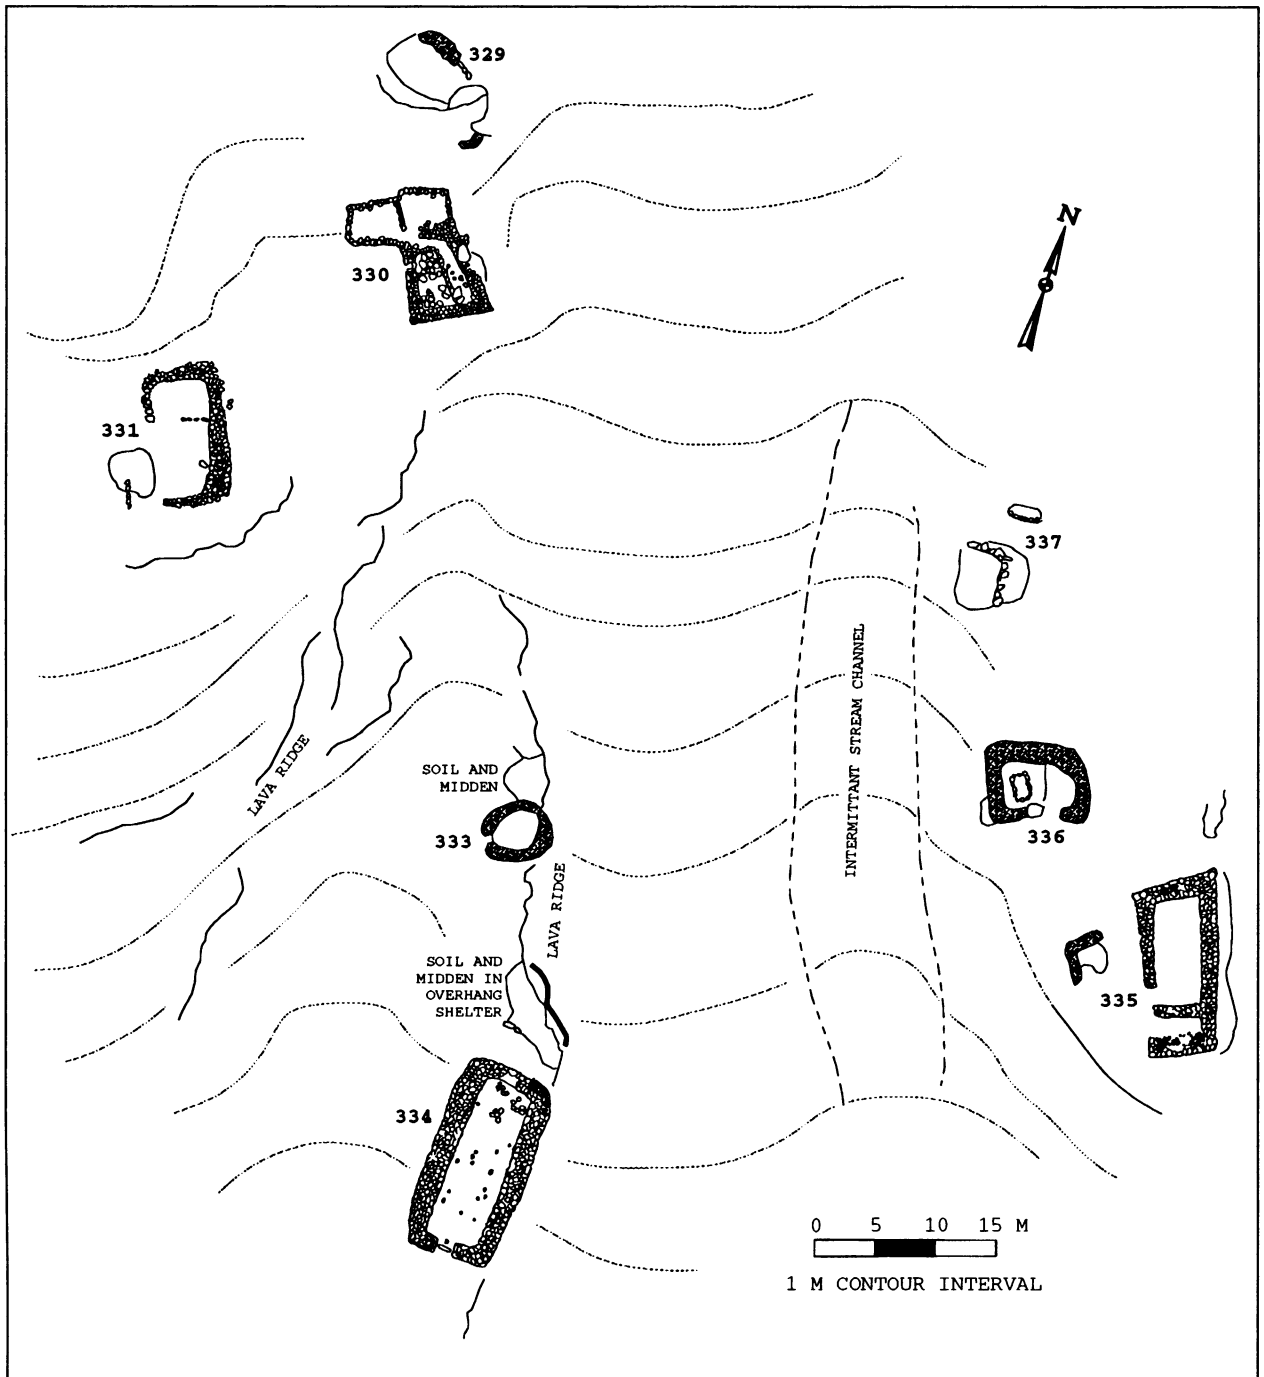 329
N
330
331
337
INTERMITTANT STREAM CHANNEL
LAVA RIDGE
SOIL AND
MIDDEN
333
336
LAVA RIDGE
SOIL AND
MIDDEN IN
OVERHANG
SHELTER
335
334
0 5 10 15 M
1 M CONTOUR INTERVAL